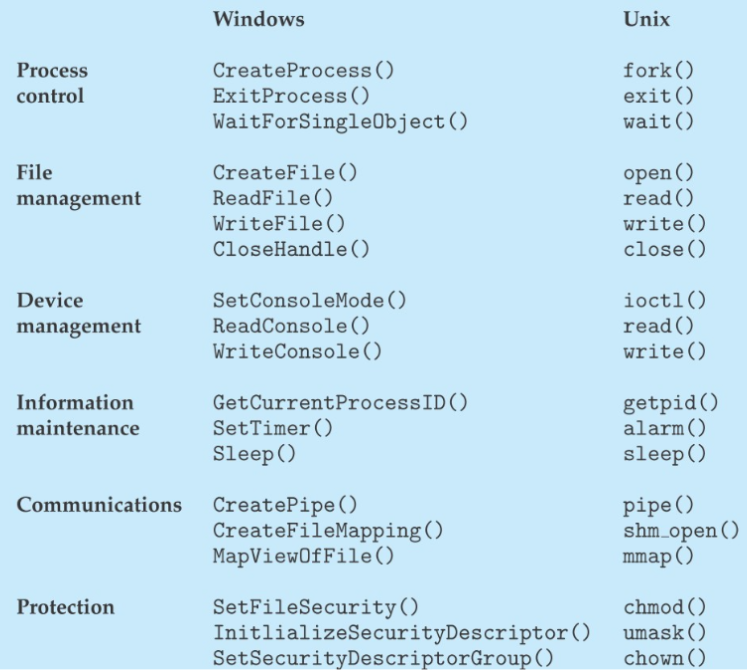 Windows Unix
Process CreateProcess() fork()
control ExitProcess() exit()
WaitForSingleObject() wait()
File CreateFile() open()
management ReadFile() read()
WriteFile() write()
CloseHandle() close()
Device SetConsoleMode() ioctl()
management ReadConsole() read()
WriteConsole() write()
Information GetCurrentProcessID() getpid()
maintenance SetTimer() alarm()
Sleep() sleep()
Communications CreatePipe() pipe()
CreateFileMapping() shm_open()
MapViewOfFile() mmap()
Protection SetFileSecurity() chmod()
InitlializeSecurityDescriptor() umask()
SetSecurityDescriptorGroup() chown()